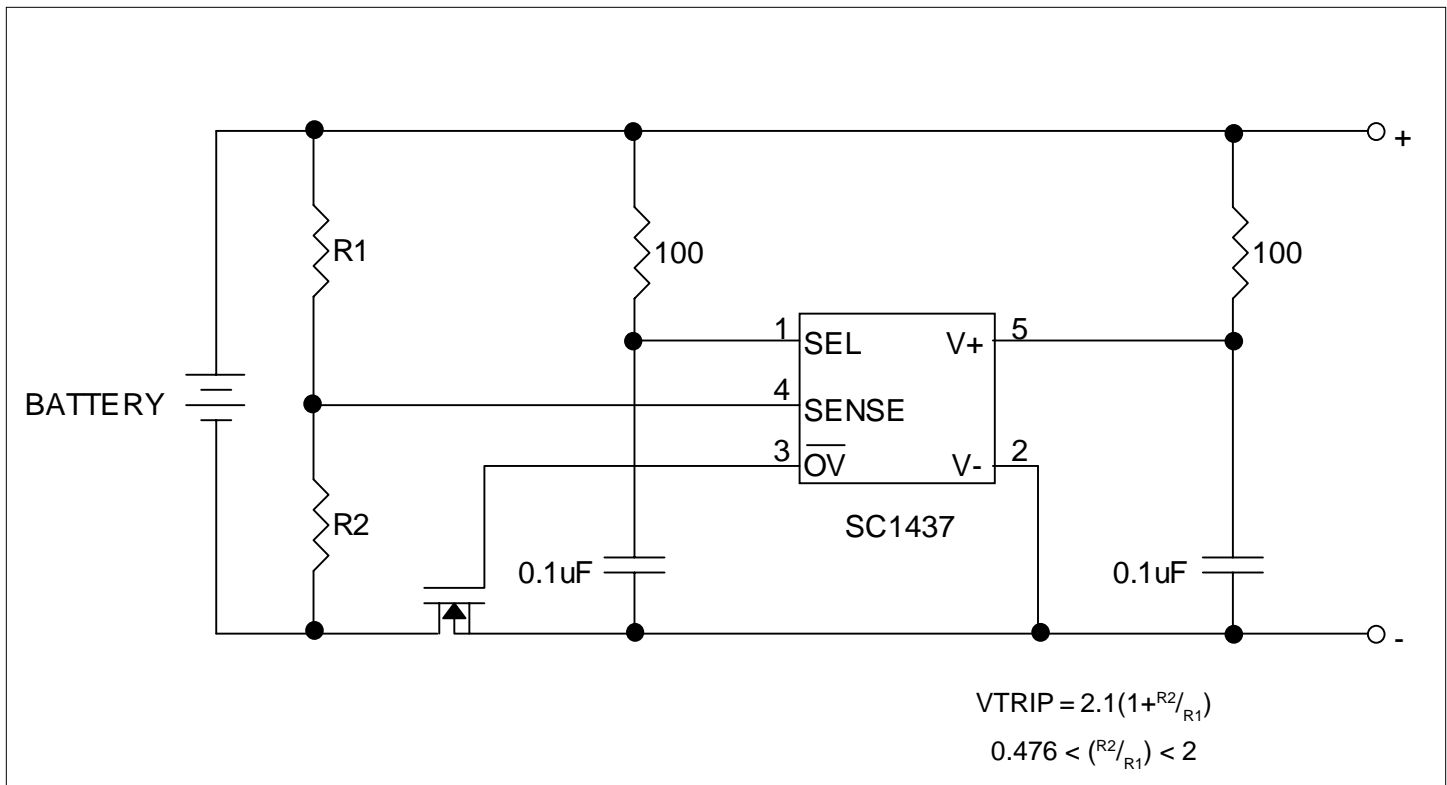 +
R1
100
100
1
SEL
V+
5
BATTERY
4
SENSE
3
OV
V-
2
R2
SC1437
0.1uF
0.1uF
-
VTRIP = 2.1(1+R2/R1)
0.476 < (R2/R1) < 2